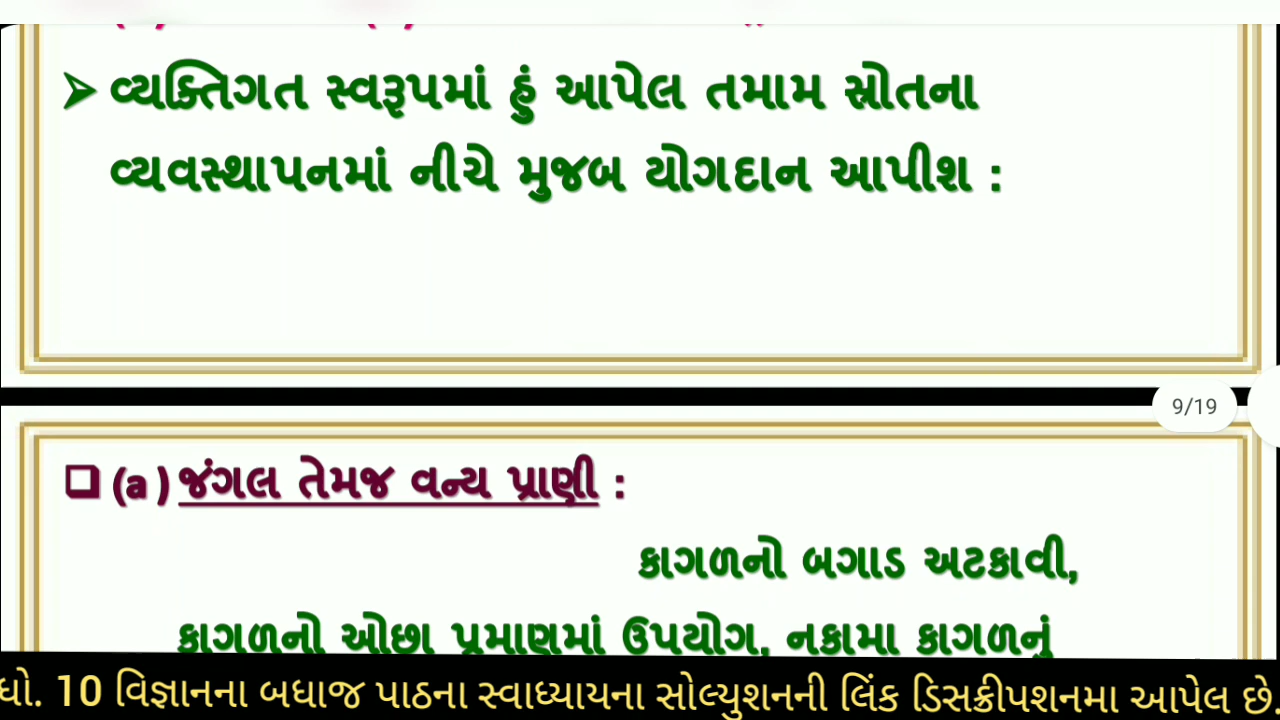 ➢ વ્યક્તિગત સ્વરૂપમાં હું આપેલ તમામ સ્રોતના
વ્યવસ્થાપનમાં નીચે મુજબ યોગદાન આપીશ :
9/19
❑ (a) જંગલ તેમજ વન્ય પ્રાણી :
કાગળનો બગાડ અટકાવી,
કાગળનો ઓછા પ્રમાણમાં ઉપયોગ, નકામા કાગળનું
ધો. 10 વિજ્ઞાનના બધાજ પાઠના સ્વાધ્યાયના સોલ્યુશનની લિંક ડિસક્રીપશનમા આપેલ છે.